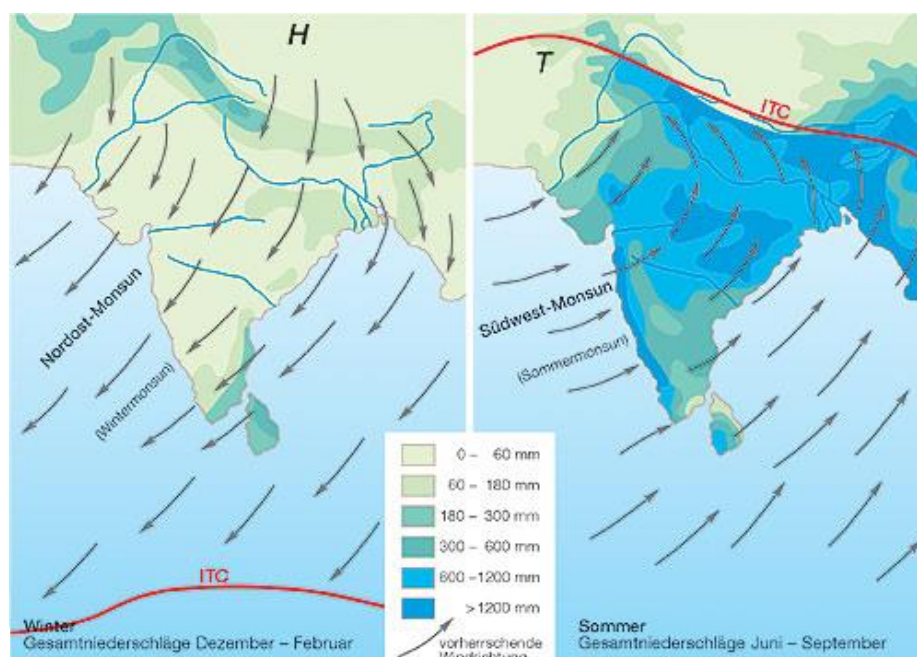 H
Nordost-Monsun
(Wintermonsun)
ITC
Winter
Gesamtniederschläge Dezember – Februar
T
ITC
Südwest-Monsun
(Sommermonsun)
Sommer
Gesamtniederschläge Juni – September
0 – 60 mm
60 – 180 mm
180 – 300 mm
300 – 600 mm
600 – 1200 mm
>1200 mm
vorherrschende
Windrichtung